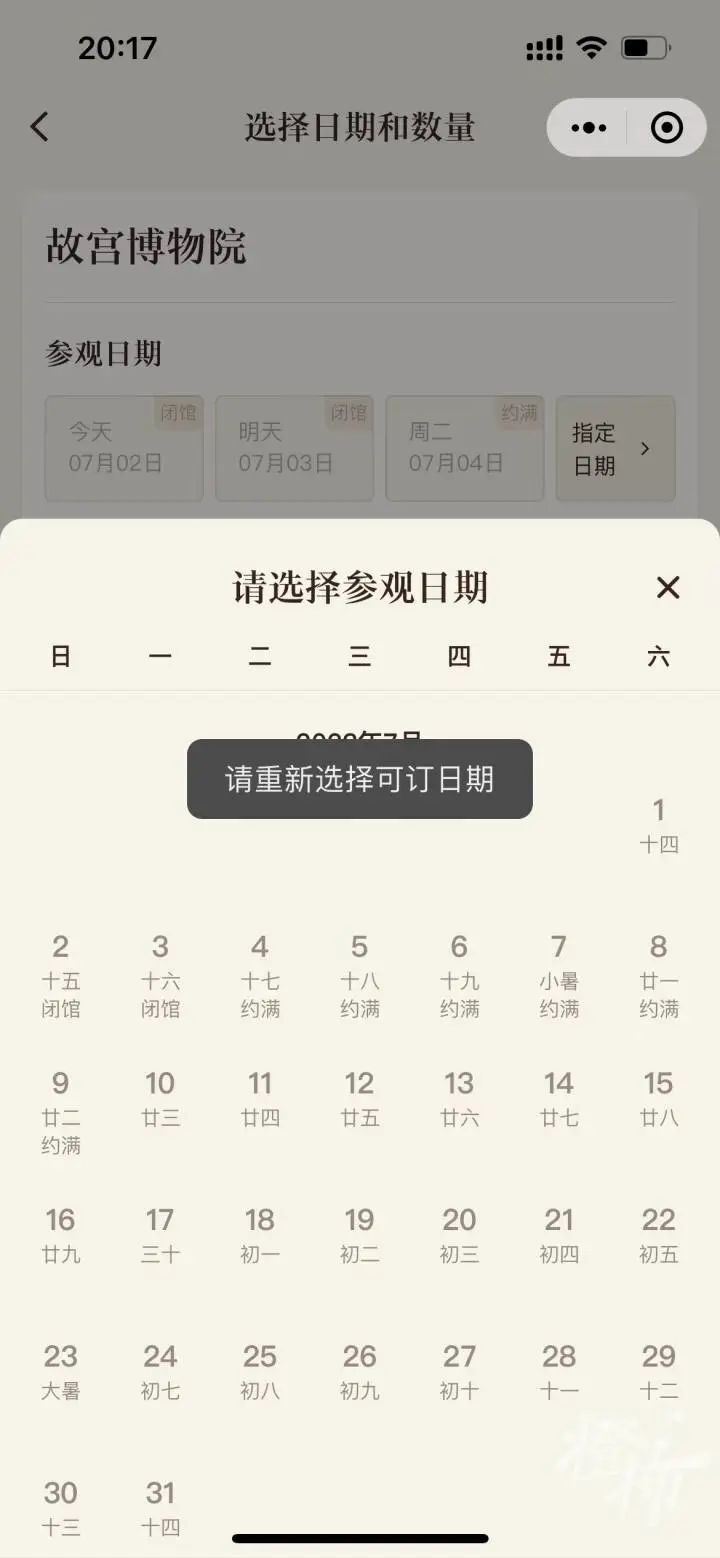 20:17
选择日期和数量
故宫博物院
参观日期
闭馆 闭馆 约满
今天 明天 周二 指定
07月02日 07月03日 07月04日 日期
请选择参观日期
日 一 二 三 四 五 六
请重新选择可订日期
1
十四
2 3 4 5 6 7 8
十五 十六 十七 十八 十九 小暑 廿一
闭馆 闭馆 约满 约满 约满 约满 约满
9 10 11 12 13 14 15
廿二 廿三 廿四 廿五 廿六 廿七 廿八
约满
16 17 18 19 20 21 22
廿九 三十 初一 初二 初三 初四 初五
23 24 25 26 27 28 29
大暑 初七 初八 初九 初十 十一 十二
30 31
十三 十四